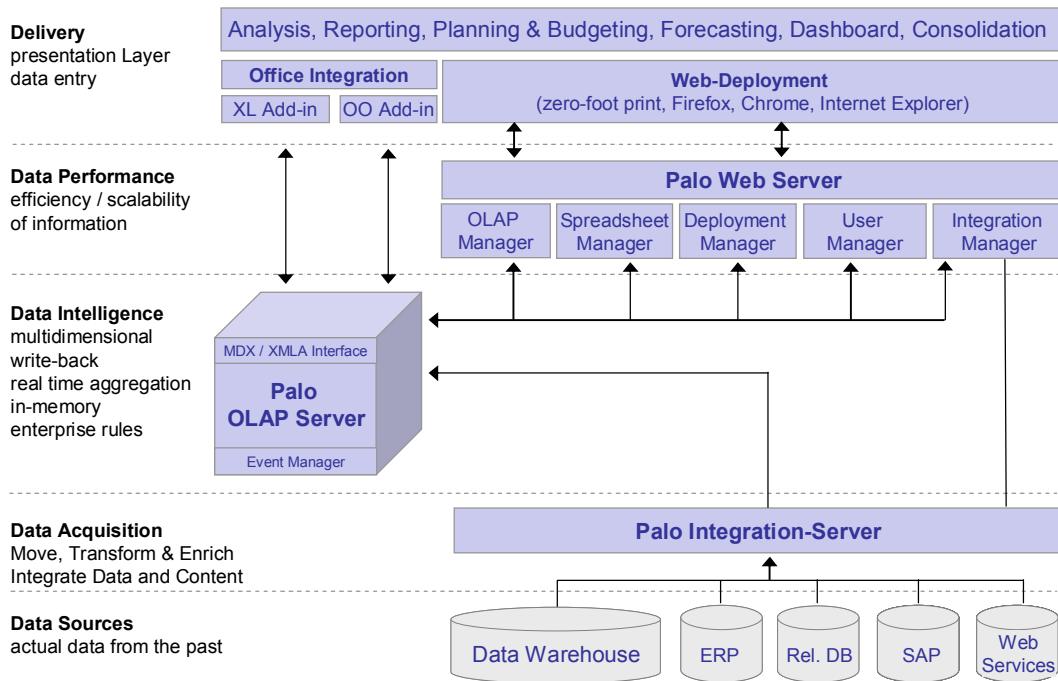 Delivery
presentation Layer
data entry
Analysis, Reporting, Planning & Budgeting, Forecasting, Dashboard, Consolidation
Office Integration
XL Add-in
OO Add-in
Web-Deployment
(zero-foot print, Firefox, Chrome, Internet Explorer)
Data Performance
efficiency / scalability
of information
Palo Web Server
OLAP
Manager
Spreadsheet
Manager
Deployment
Manager
User
Manager
Integration
Manager
Data Intelligence
multidimensional
write-back
real time aggregation
in-memory
enterprise rules
MDX / XMLA Interface
Palo
OLAP Server
Event Manager
Data Acquisition
Move, Transform & Enrich
Integrate Data and Content
Palo Integration-Server
Data Sources
actual data from the past
Data Warehouse
ERP
Rel. DB
SAP
Web
Services